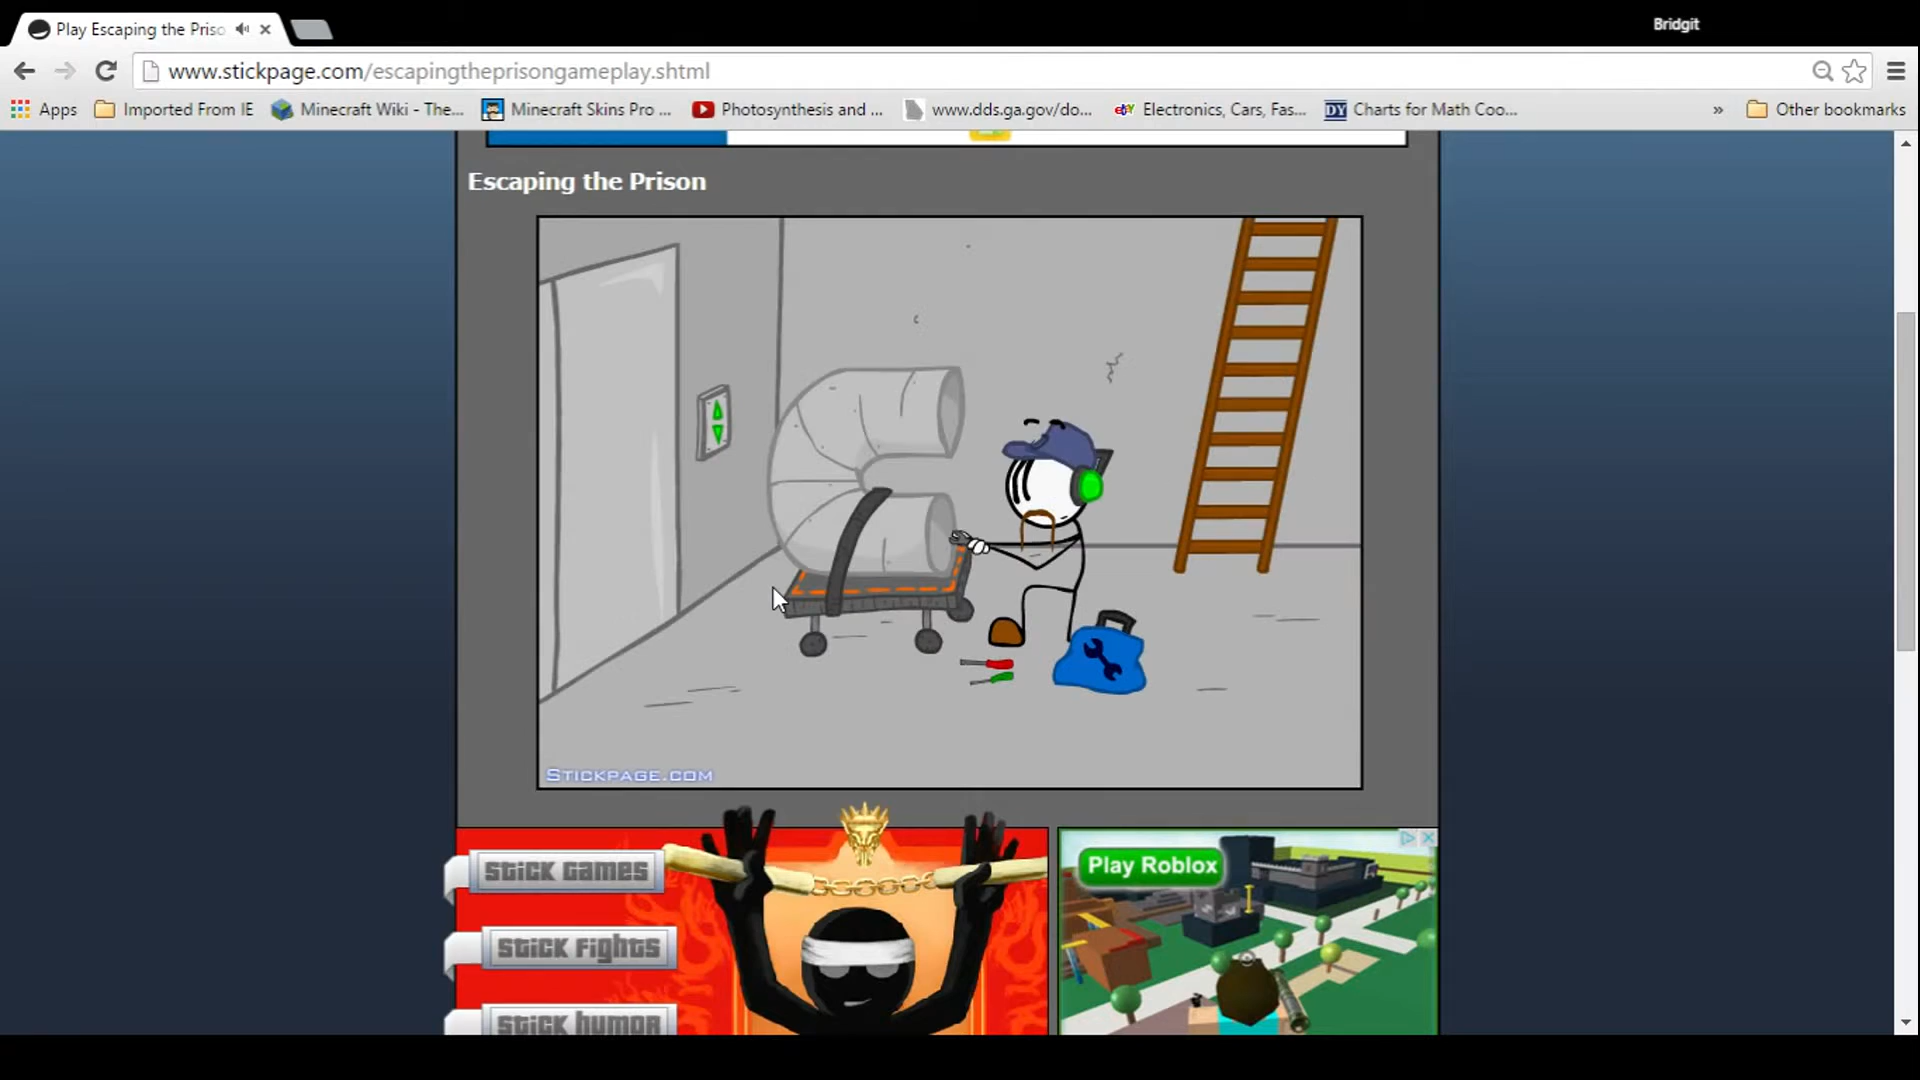 Play Escaping the Priso
Bridgit
www.stickpage.com/escapingtheprisongameplay.shtml
Apps
Imported From IE
Minecraft Wiki - The...
Minecraft Skins Pro ...
Photosynthesis and ...
www.dds.ga.gov/do...
ebY
Electronics, Cars, Fas...
DY
Charts for Math Coo...
»
Other bookmarks
Escaping the Prison
STICKPAGE.COM
Stick Games
Play Roblox
Stick Fights
Stick Humor